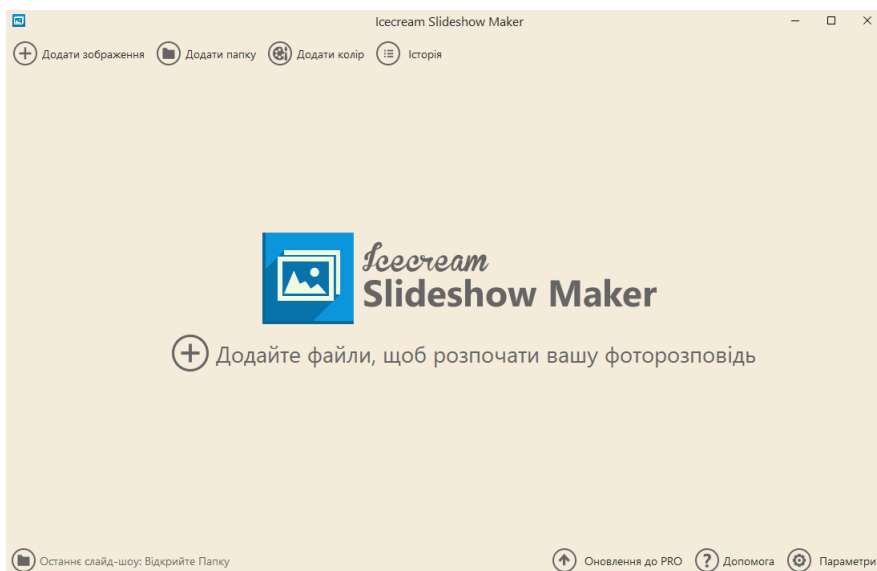 Icecream Slideshow Maker
Додати зображення Додати папку Додати колір Історія
Icecream
Slideshow Maker
Додайте файли, щоб розпочати вашу фоторозповідь
Останнє слайд-шоу: Відкрийте Папку Оновлення до PRO Допомога Параметри